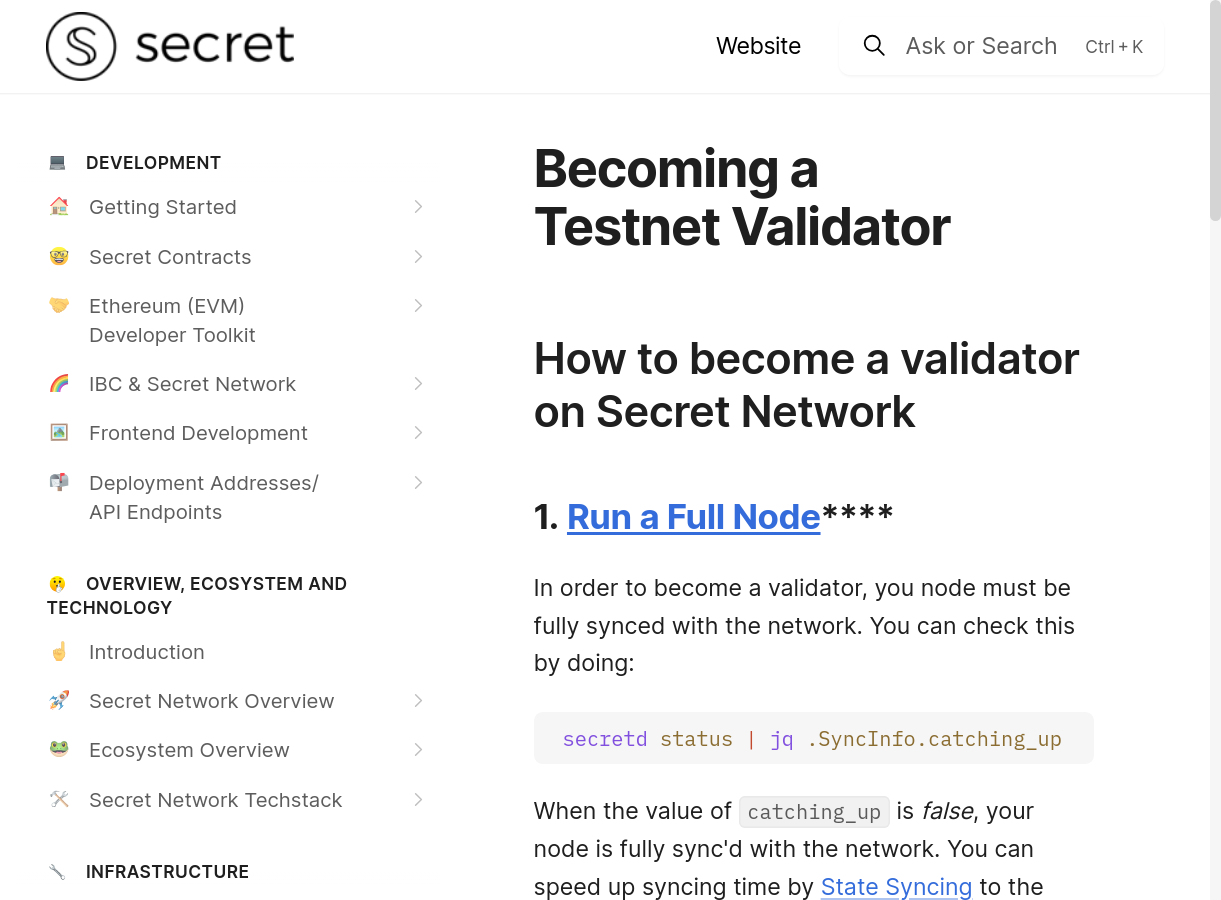 secret
Website
Ask or Search
Ctrl + K
DEVELOPMENT
Getting Started
Secret Contracts
Ethereum (EVM)
Developer Toolkit
IBC & Secret Network
Frontend Development
Deployment Addresses/
API Endpoints
OVERVIEW, ECOSYSTEM AND
TECHNOLOGY
Introduction
Secret Network Overview
Ecosystem Overview
Secret Network Techstack
INFRASTRUCTURE
Becoming a
Testnet Validator
How to become a validator
on Secret Network
1. Run a Full Node****
In order to become a validator, you node must be
fully synced with the network. You can check this
by doing:
secretd status | jq .SyncInfo.catching_up
When the value of catching_up is false, your
node is fully sync'd with the network. You can
speed up syncing time by State Syncing to the